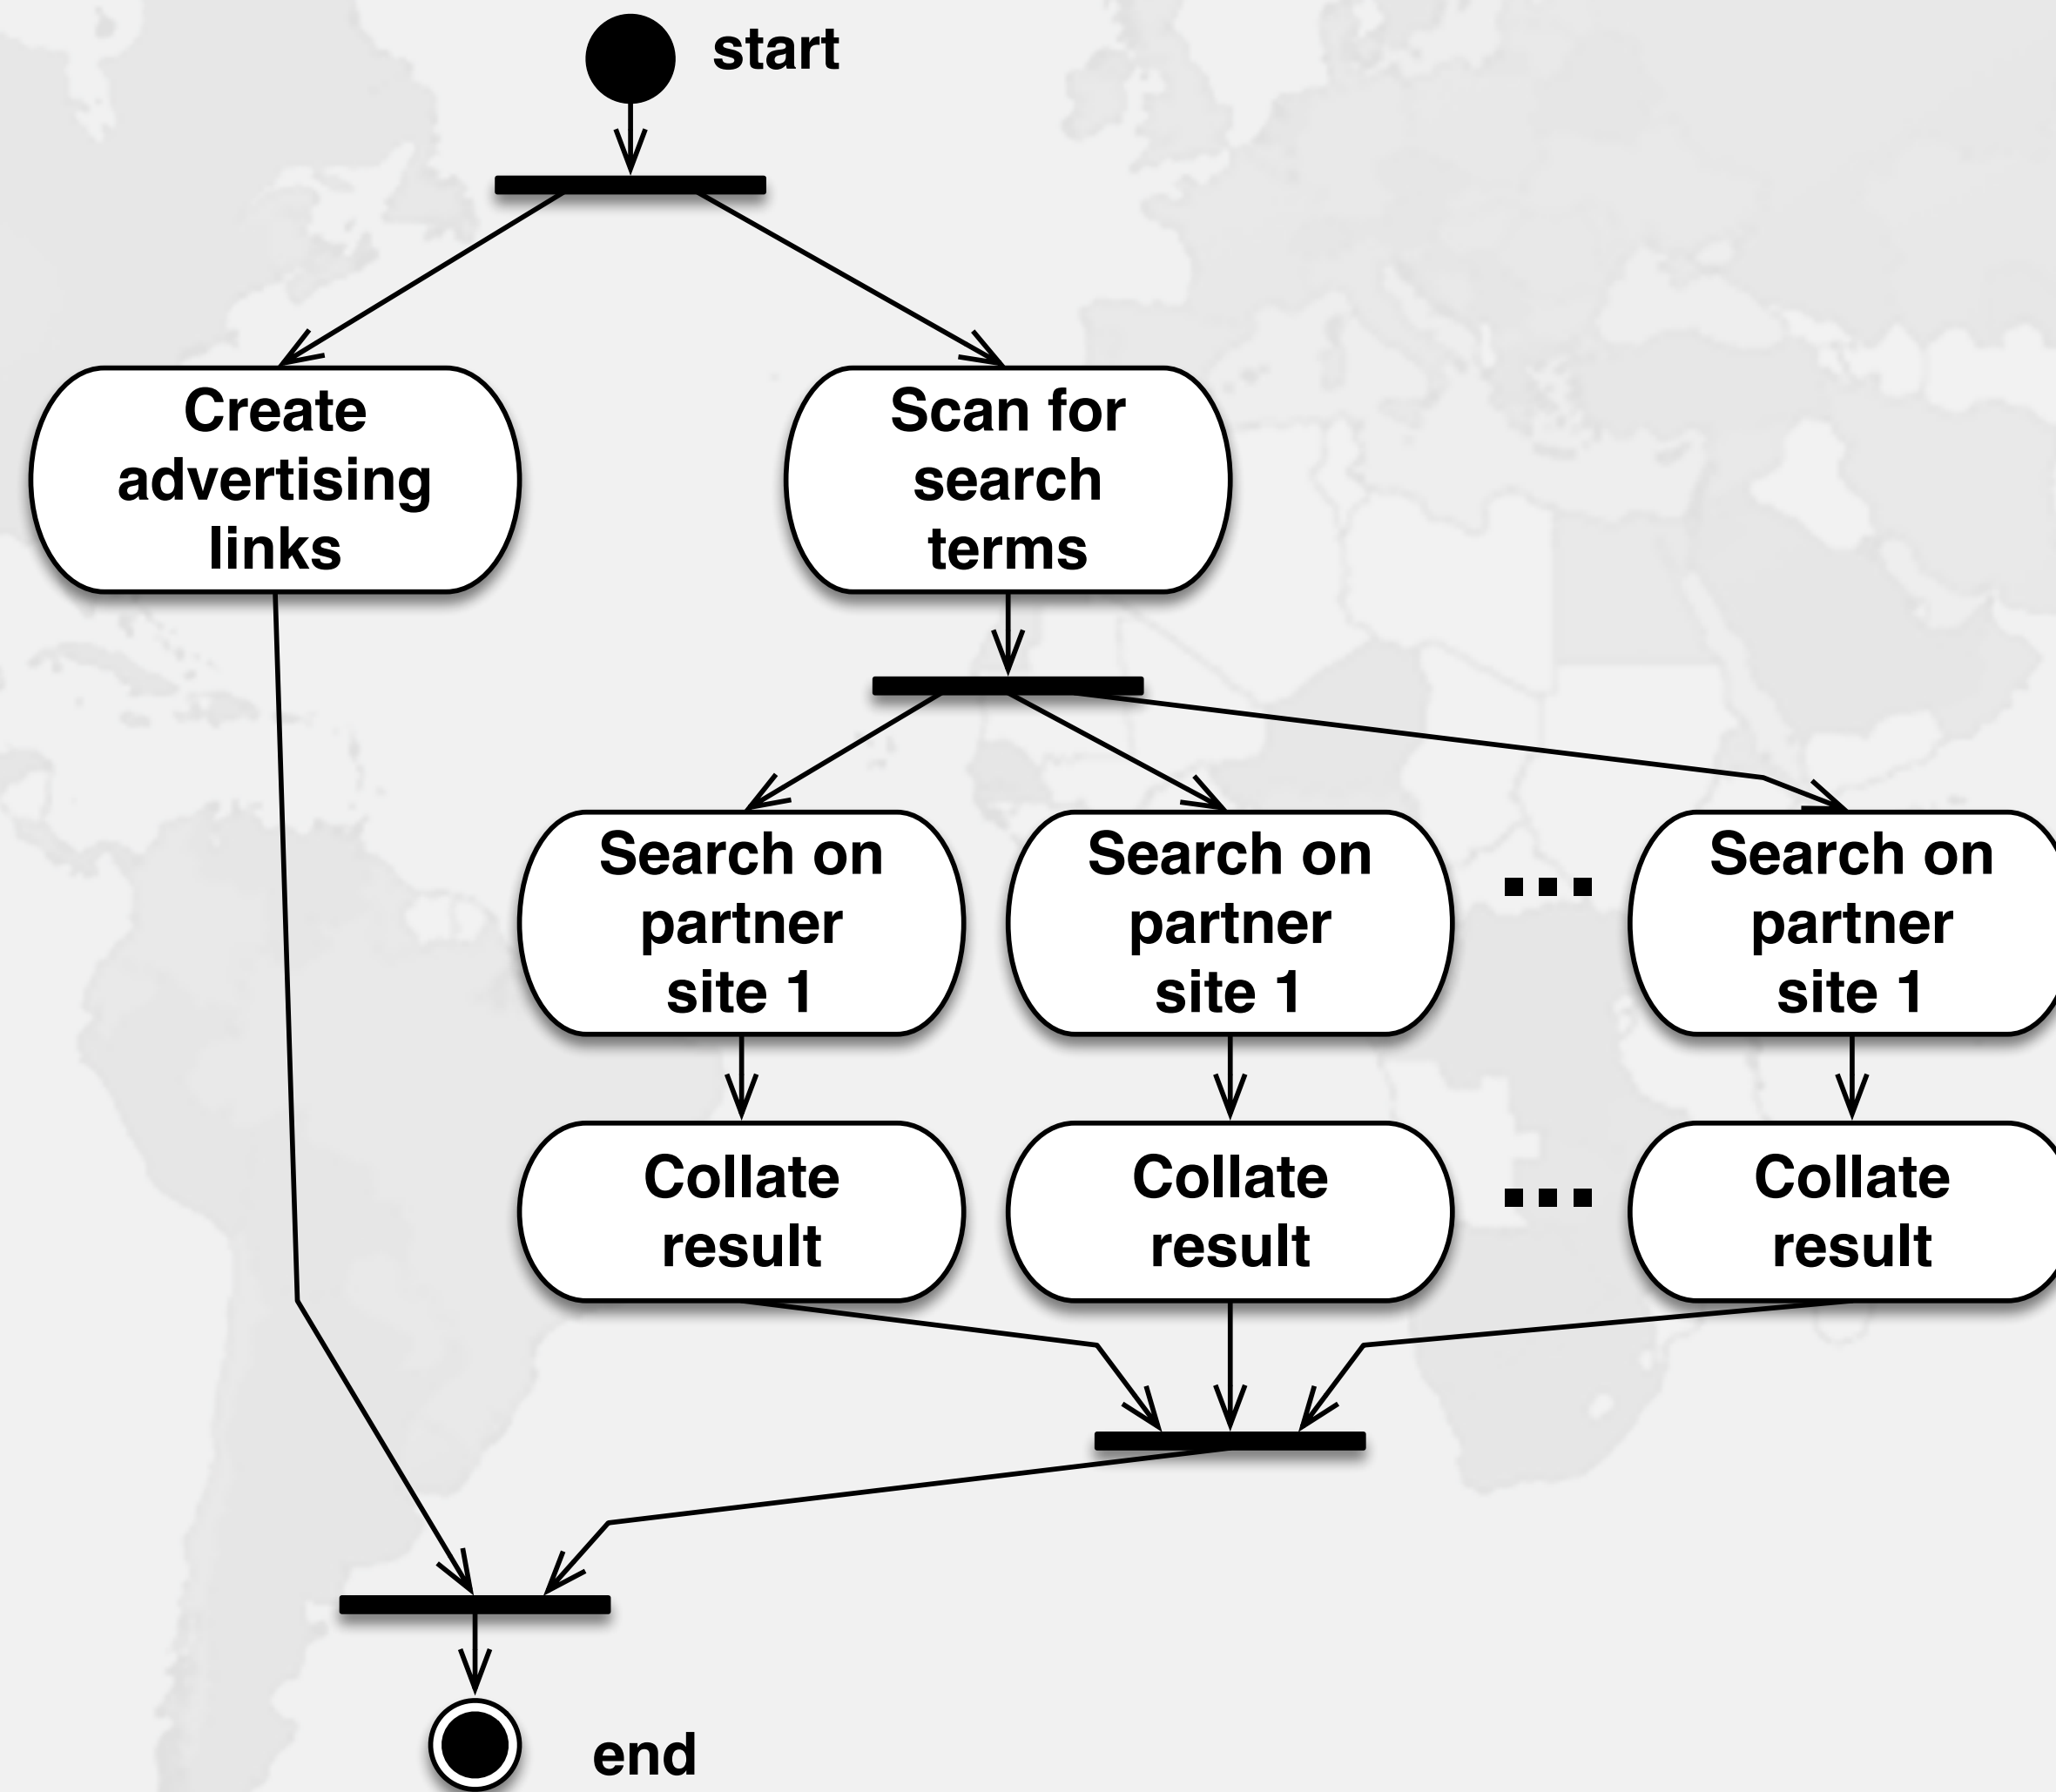 start
Create
advertising
links
Scan for
search
terms
Search on
partner
site 1
Search on
partner
site 1
...
Search on
partner
site 1
Collate
result
Collate
result
...
Collate
result
end